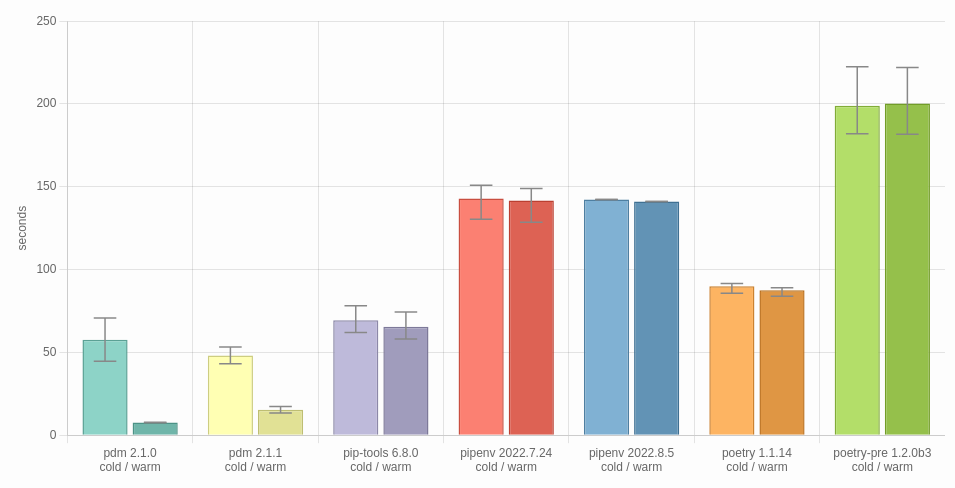 250
200
150
100
50
0
seconds
pdm 2.1.0
cold / warm
pdm 2.1.1
cold / warm
pip-tools 6.8.0
cold / warm
pipenv 2022.7.24
cold / warm
pipenv 2022.8.5
cold / warm
poetry 1.1.14
cold / warm
poetry-pre 1.2.0b3
cold / warm